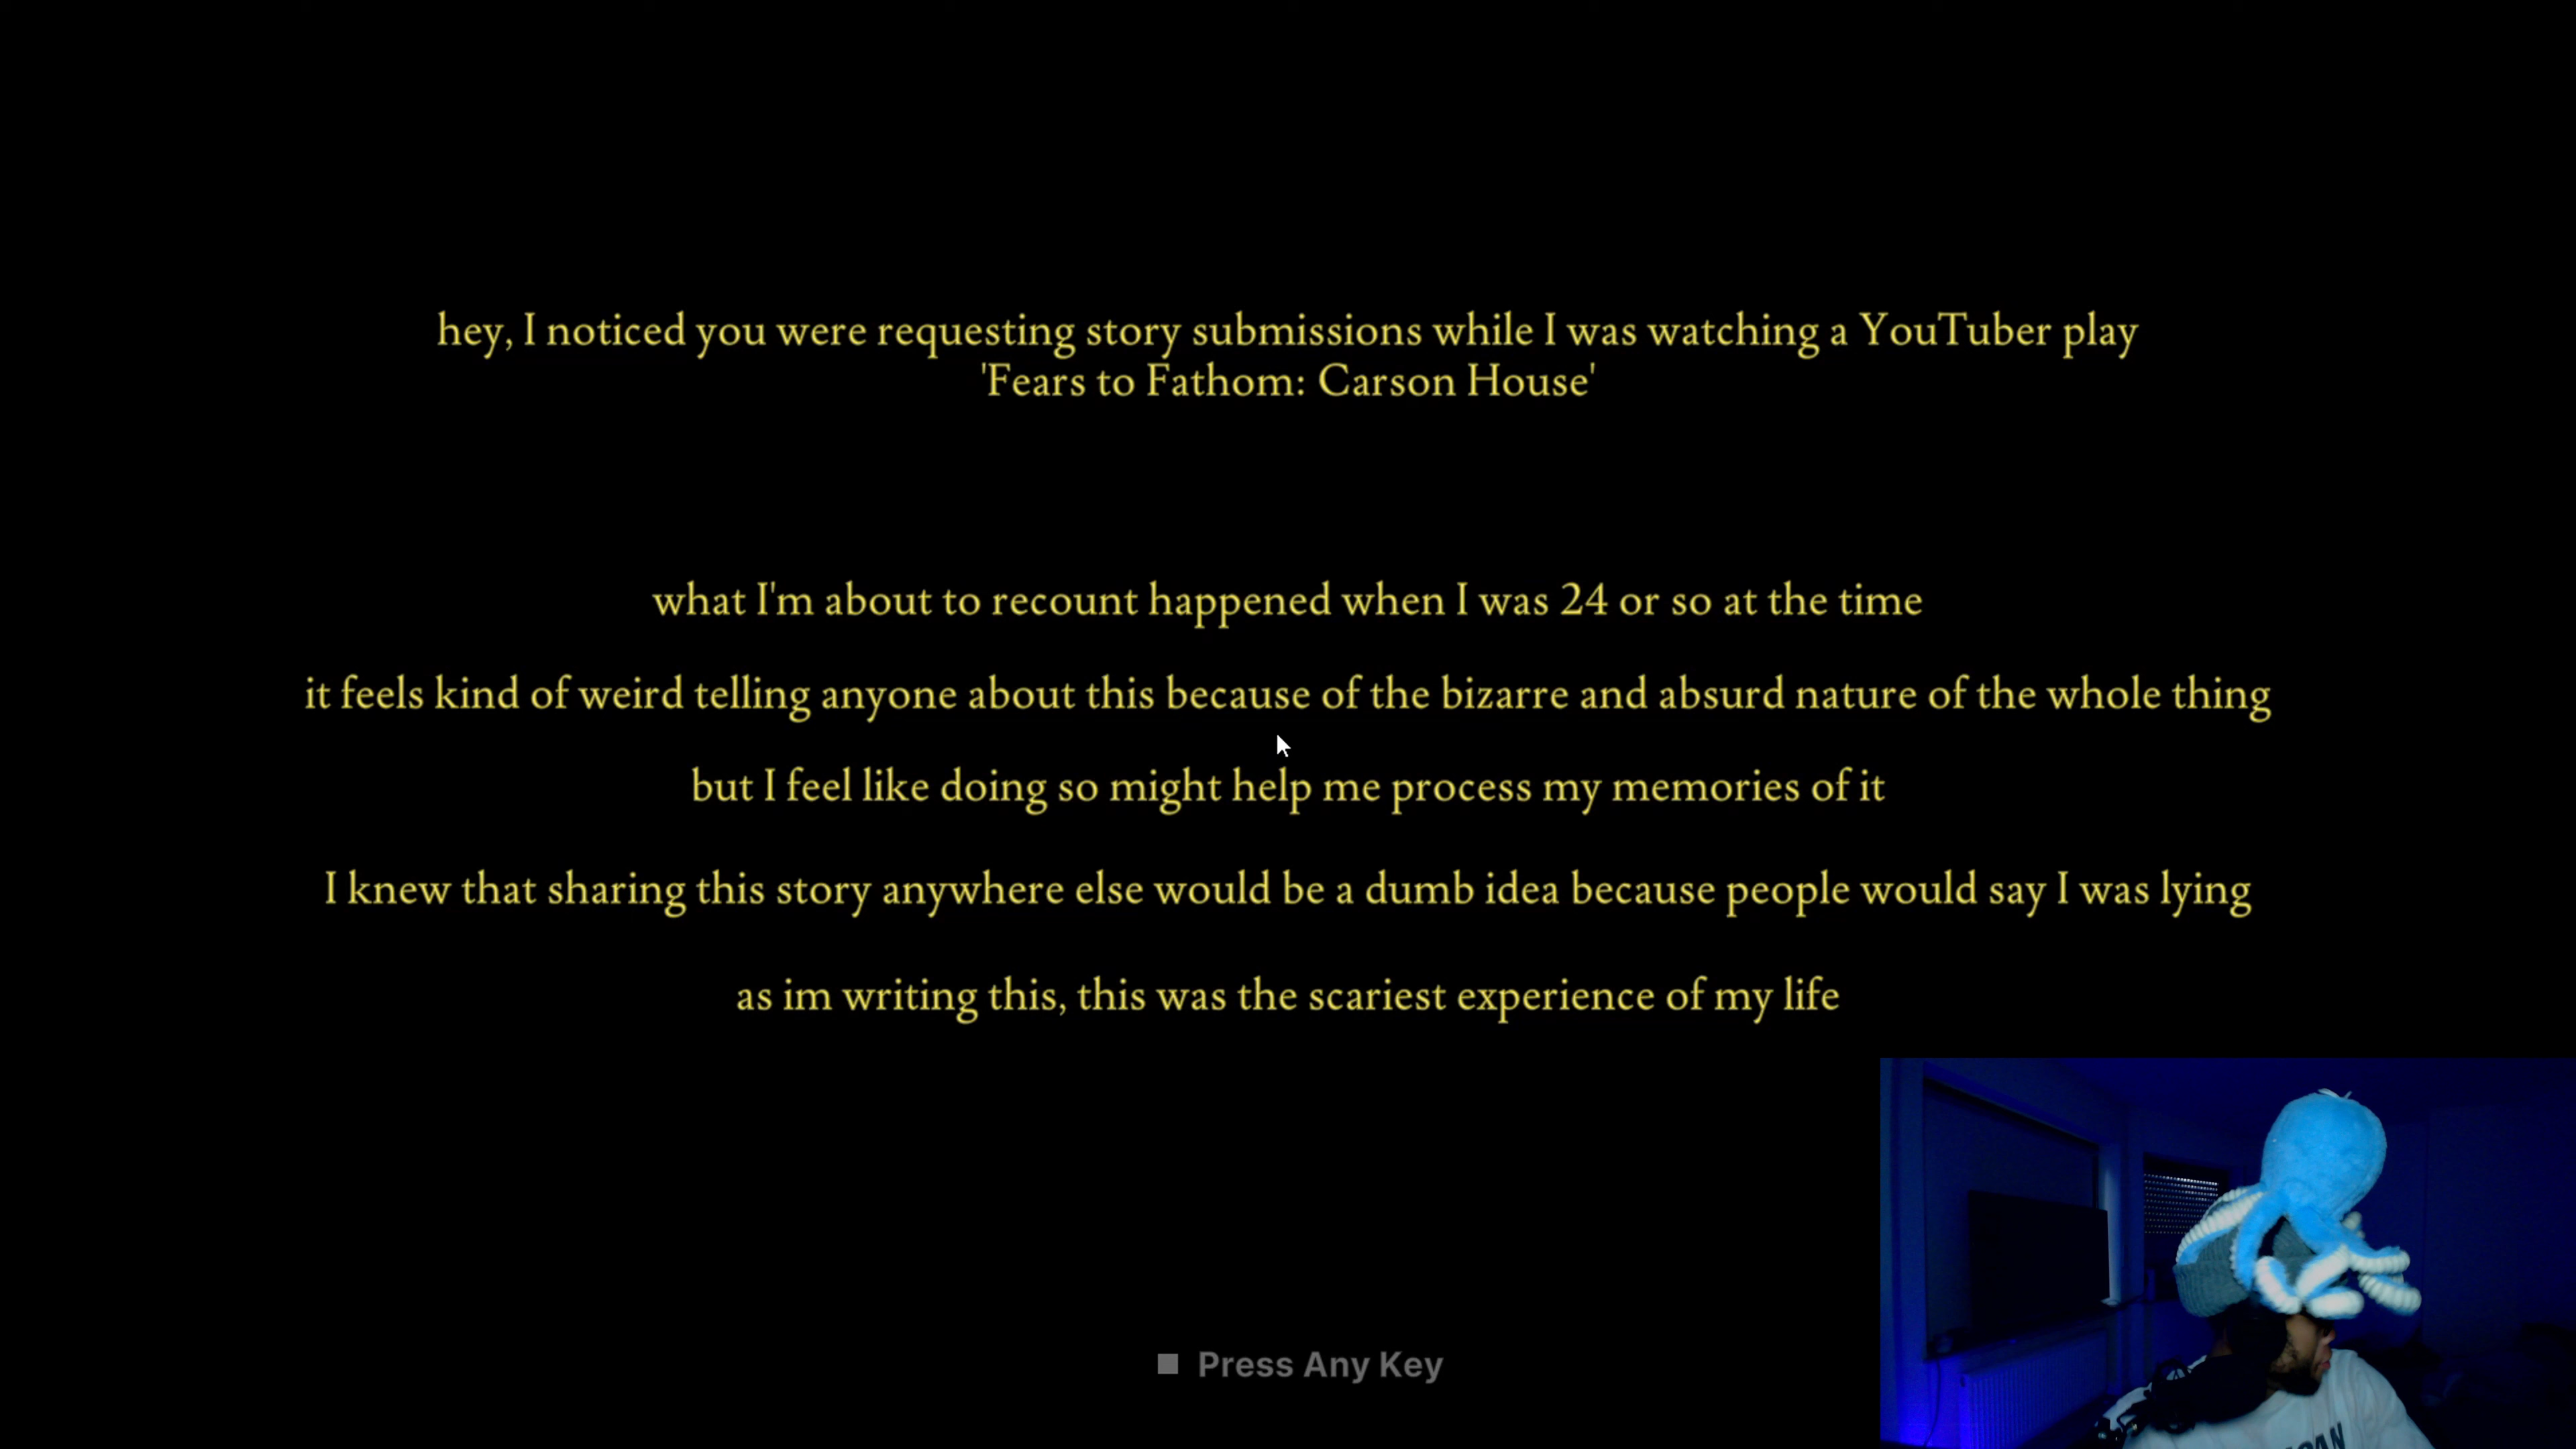 hey, I noticed you were requesting story submissions while I was watching a YouTuber play
'Fears to Fathom: Carson House'
what I'm about to recount happened when I was 24 or so at the time
it feels kind of weird telling anyone about this because of the bizarre and absurd nature of the whole thing
but I feel like doing so might help me process my memories of it
I knew that sharing this story anywhere else would be a dumb idea because people would say I was lying
as im writing this, this was the scariest experience of my life
Press Any Key